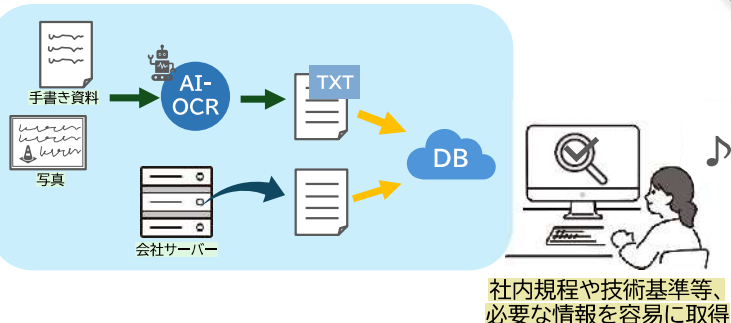 手書き資料
写真
AI-
OCR
TXT
会社サーバー
DB
社内規程や技術基準等、
必要な情報を容易に取得